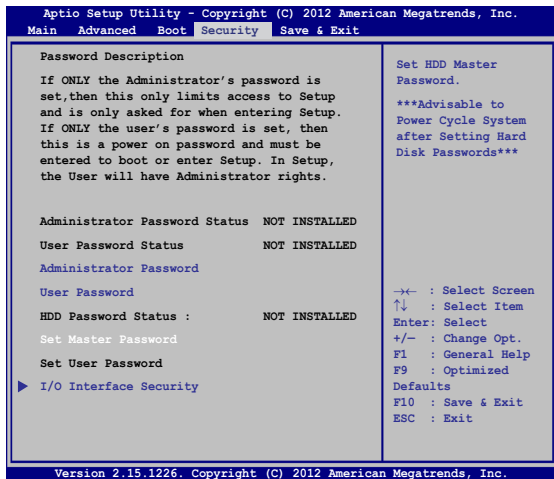 Aptio Setup Utility - Copyright (C) 2012 American Megatrends, Inc.
Main Advanced Boot Security Save & Exit
Password Description
If ONLY the Administrator's password is
set,then this only limits access to Setup
and is only asked for when entering Setup.
If ONLY the user's password is set, then
this is a power on password and must be
entered to boot or enter Setup. In Setup,
the User will have Administrator rights.
Administrator Password Status NOT INSTALLED
User Password Status NOT INSTALLED
Administrator Password
User Password
HDD Password Status : NOT INSTALLED
Set Master Password
Set User Password
I/O Interface Security
Set HDD Master
Password.
***Advisable to
Power Cycle System
after Setting Hard
Disk Passwords***
→← : Select Screen
↑↓ : Select Item
Enter: Select
+/— : Change Opt.
F1 : General Help
F9 : Optimized
Defaults
F10 : Save & Exit
ESC : Exit
Version 2.15.1226. Copyright (C) 2012 American Megatrends, Inc.